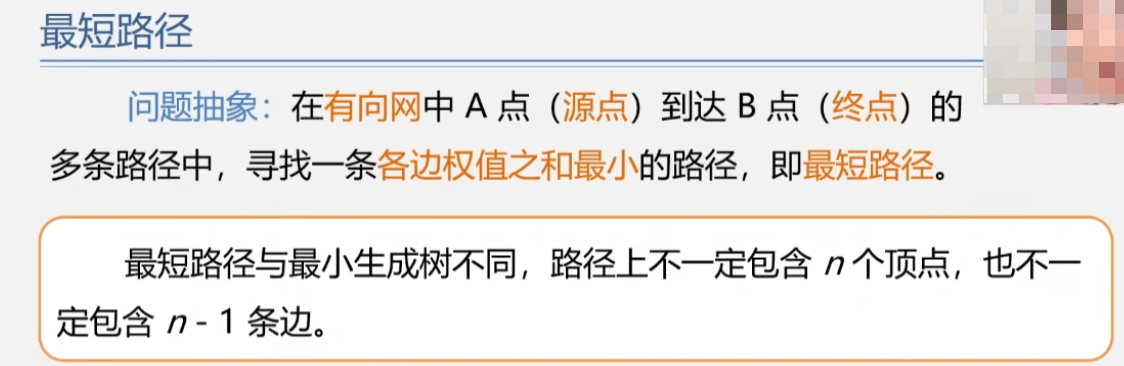 最短路径
问题抽象：在有向网中 A 点（源点）到达 B 点（终点）的
多条路径中，寻找一条各边权值之和最小的路径，即最短路径。
最短路径与最小生成树不同，路径上不一定包含 n 个顶点，也不一
定包含 n - 1 条边。